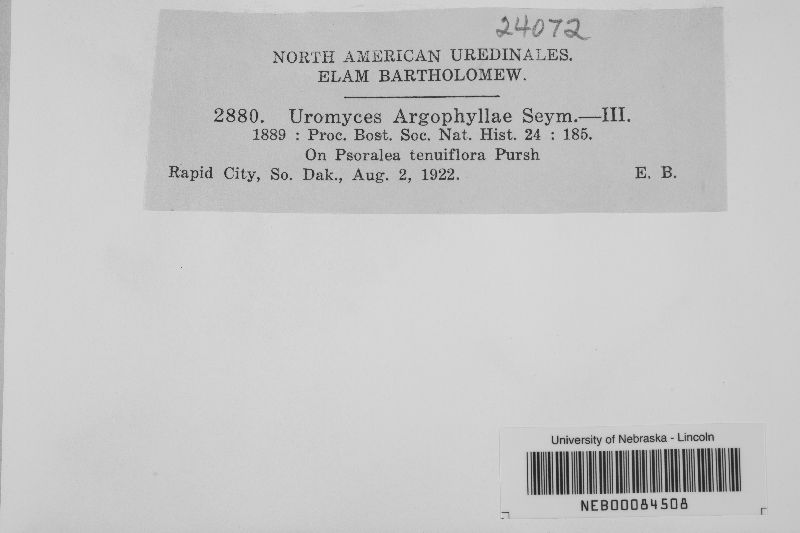 24072
NORTH AMERICAN UREDINALES.
ELAM BARTHOLOMEW.
2880. Uromyces Argophyllae Seym.—III.
1889 : Proc. Bost. Soc. Nat. Hist. 24 : 185.
On Psoralea tenuiflora Pursh
Rapid City, So. Dak., Aug. 2, 1922. E. B.
University of Nebraska - Lincoln
NEB00084508